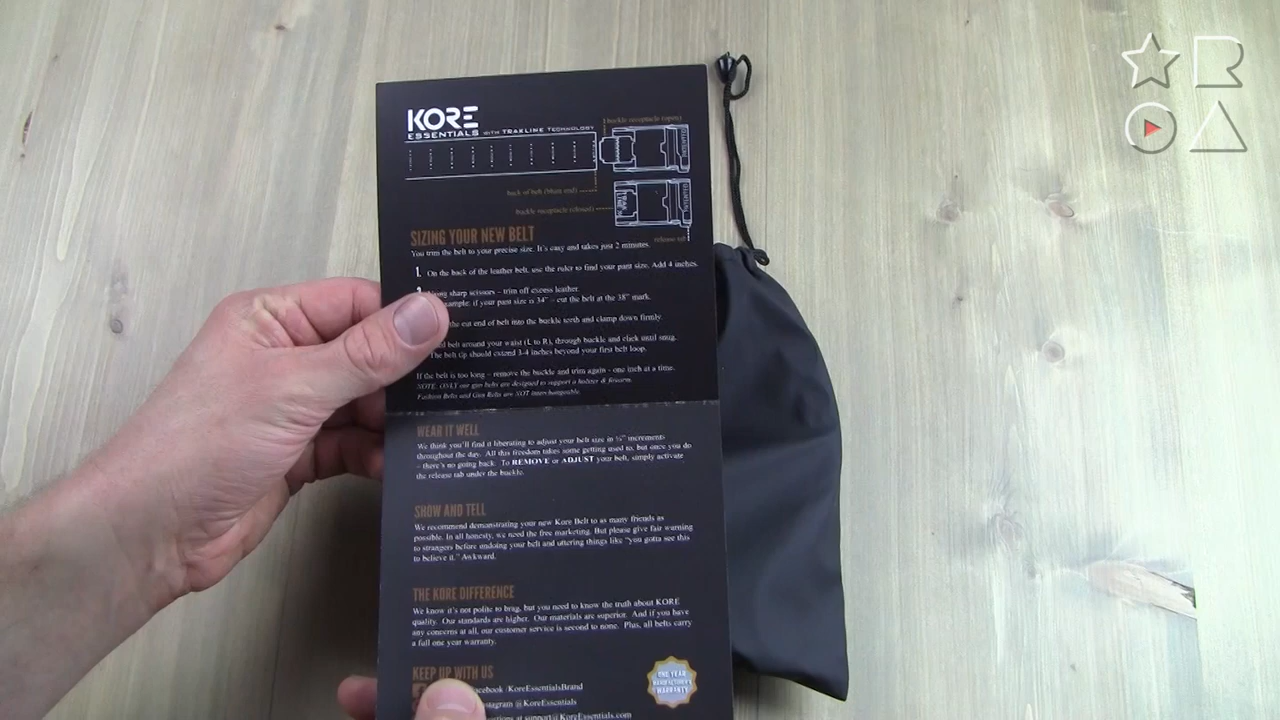 KORE
ESSENTIALS WITH TRAKLINE TECHNOLOGY
buckle receptacle (open)
PATENTED
back of belt (9mm end)
buckle receptacle (closed)
PATENTED
release tab
SIZING YOUR NEW BELT
You trim the belt to your precise size. It's easy and takes just 2 minutes.
1. On the back of the leather belt, use the ruler to find your pant size. Add 4 inches.
sharp scissors – trim off excess leather.
if your pant size is 34" – cut the belt at the 38" mark.
the cut end of belt into the buckle teeth and clamp down firmly.
belt around your waist (L to R), through buckle and click until snug.
The belt tip should extend 3-4 inches beyond your first belt loop.
If the belt is too long – remove the buckle and trim again - one inch at a time.
NOTE: ONLY our gun belts are designed to support a holster & firearm.
Fashion Belts and Gun Belts are NOT interchangeable.
WEAR IT WELL
We think you'll find it liberating to adjust your belt size in ¼" increments
throughout the day. All this freedom takes some getting used to, but once you do
– there's no going back. To REMOVE or ADJUST your belt, simply activate
the release tab under the buckle.
SHOW AND TELL
We recommend demonstrating your new Kore Belt to as many friends as
possible. In all honesty, we need the free marketing. But please give fair warning
to strangers before undoing your belt and uttering things like "you gotta see this
to believe it." Awkward.
THE KORE DIFFERENCE
We know it's not polite to brag, but you need to know the truth about KORE
quality. Our standards are higher. Our materials are superior. And if you have
any concerns at all, our customer service is second to none. Plus, all belts carry
a full one year warranty.
KEEP UP WITH US
acebook /KoreEssentialsBrand
nstagram @KoreEssentials
at support@KoreEssentials.com
ONE YEAR
MANUFACTURER'S
WARRANTY